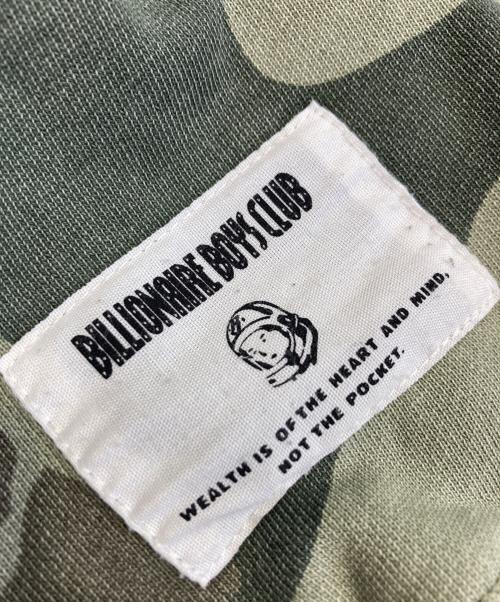 BILLIONAIRE BOYS CLUB
WEALTH IS OF THE HEART AND MIND,
NOT THE POCKET.